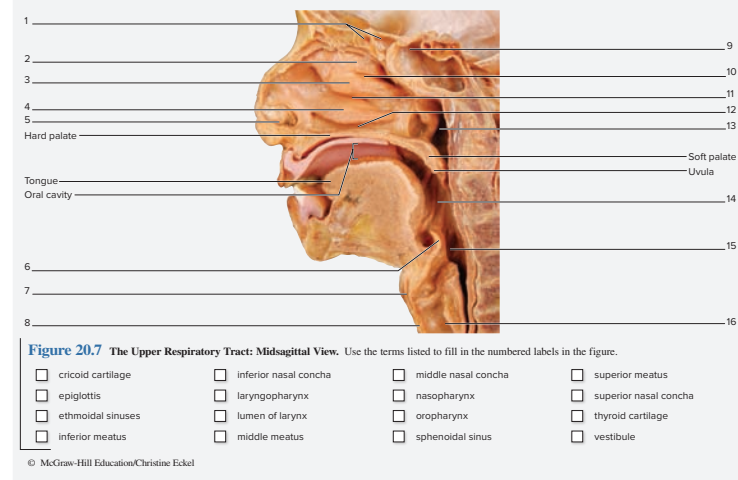 1
2
3
4
5
Hard palate
Tongue
Oral cavity
6
7
8
9
10
11
12
13
Soft palate
Uvula
14
15
16
Figure 20.7 The Upper Respiratory Tract: Midsagittal View. Use the terms listed to fill in the numbered labels in the figure.
cricoid cartilage
inferior nasal concha
middle nasal concha
superior meatus
epiglottis
laryngopharynx
nasopharynx
superior nasal concha
ethmoidal sinuses
lumen of larynx
oropharynx
thyroid cartilage
inferior meatus
middle meatus
sphenoidal sinus
vestibule
© McGraw-Hill Education/Christine Eckel